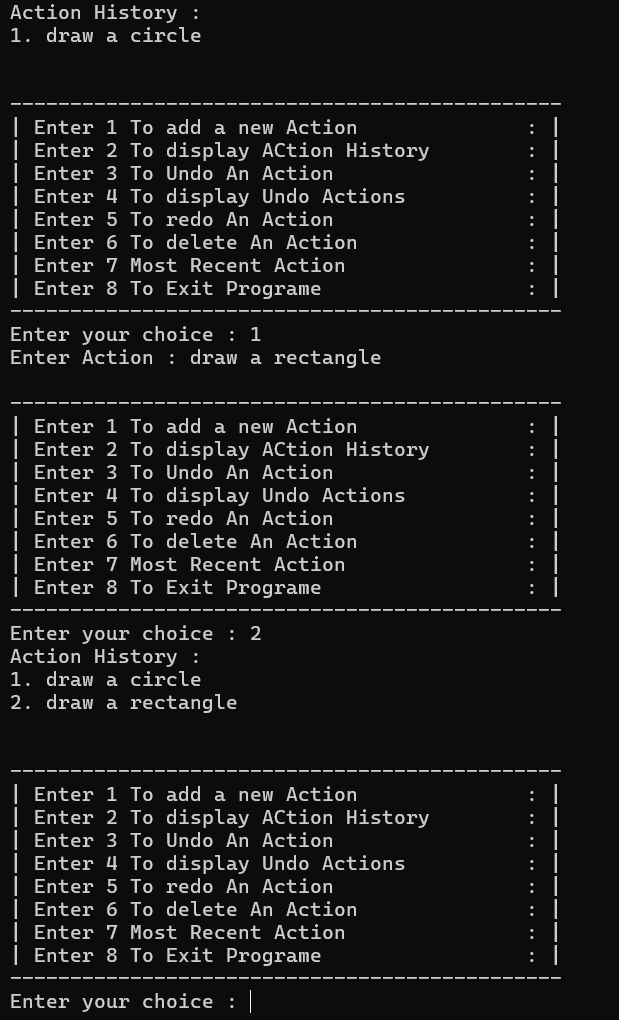 Action History :
1. draw a circle
----------------------------------------------
| Enter 1 To add a new Action              : |
| Enter 2 To display ACtion History        : |
| Enter 3 To Undo An Action                : |
| Enter 4 To display Undo Actions          : |
| Enter 5 To redo An Action                : |
| Enter 6 To delete An Action              : |
| Enter 7 Most Recent Action               : |
| Enter 8 To Exit Programe                 : |
----------------------------------------------
Enter your choice : 1
Enter Action : draw a rectangle
----------------------------------------------
| Enter 1 To add a new Action              : |
| Enter 2 To display ACtion History        : |
| Enter 3 To Undo An Action                : |
| Enter 4 To display Undo Actions          : |
| Enter 5 To redo An Action                : |
| Enter 6 To delete An Action              : |
| Enter 7 Most Recent Action               : |
| Enter 8 To Exit Programe                 : |
----------------------------------------------
Enter your choice : 2
Action History :
1. draw a circle
2. draw a rectangle
----------------------------------------------
| Enter 1 To add a new Action              : |
| Enter 2 To display ACtion History        : |
| Enter 3 To Undo An Action                : |
| Enter 4 To display Undo Actions          : |
| Enter 5 To redo An Action                : |
| Enter 6 To delete An Action              : |
| Enter 7 Most Recent Action               : |
| Enter 8 To Exit Programe                 : |
----------------------------------------------
Enter your choice :